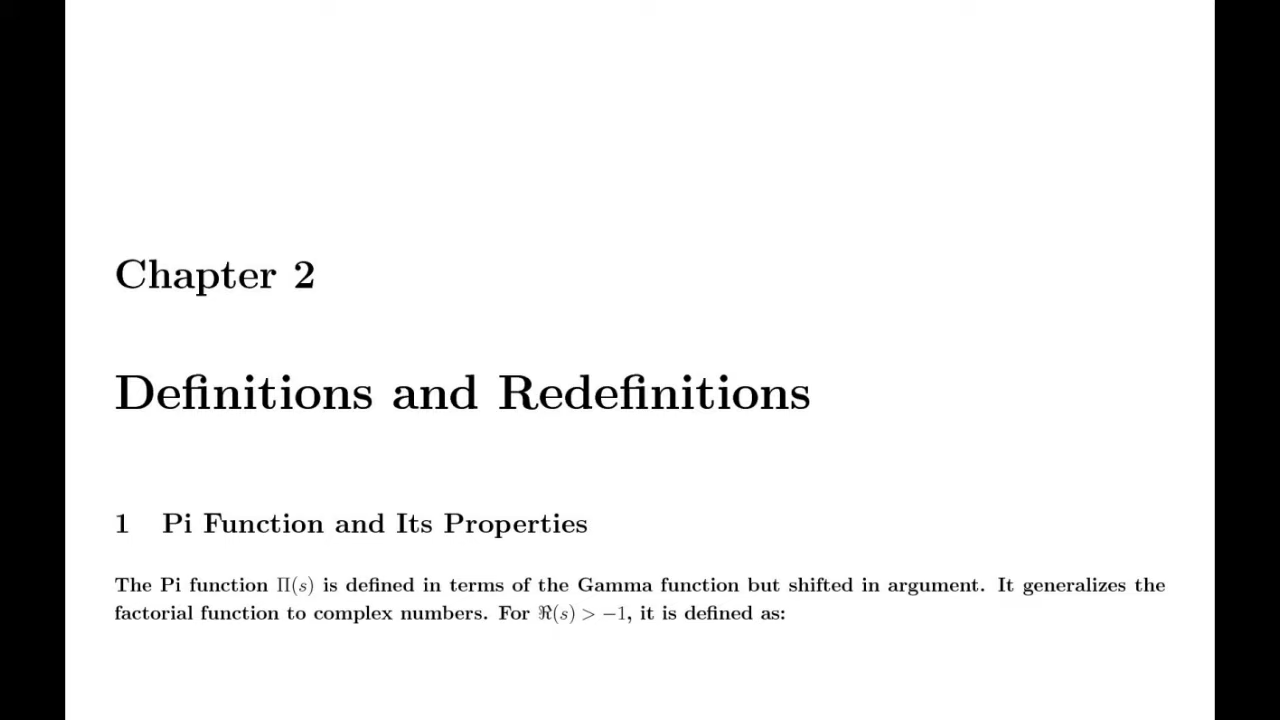 Chapter 2
Definitions and Redefinitions
1 Pi Function and Its Properties
The Pi function Π(s) is defined in terms of the Gamma function but shifted in argument. It generalizes the
factorial function to complex numbers. For ℜ(s) > −1, it is defined as: